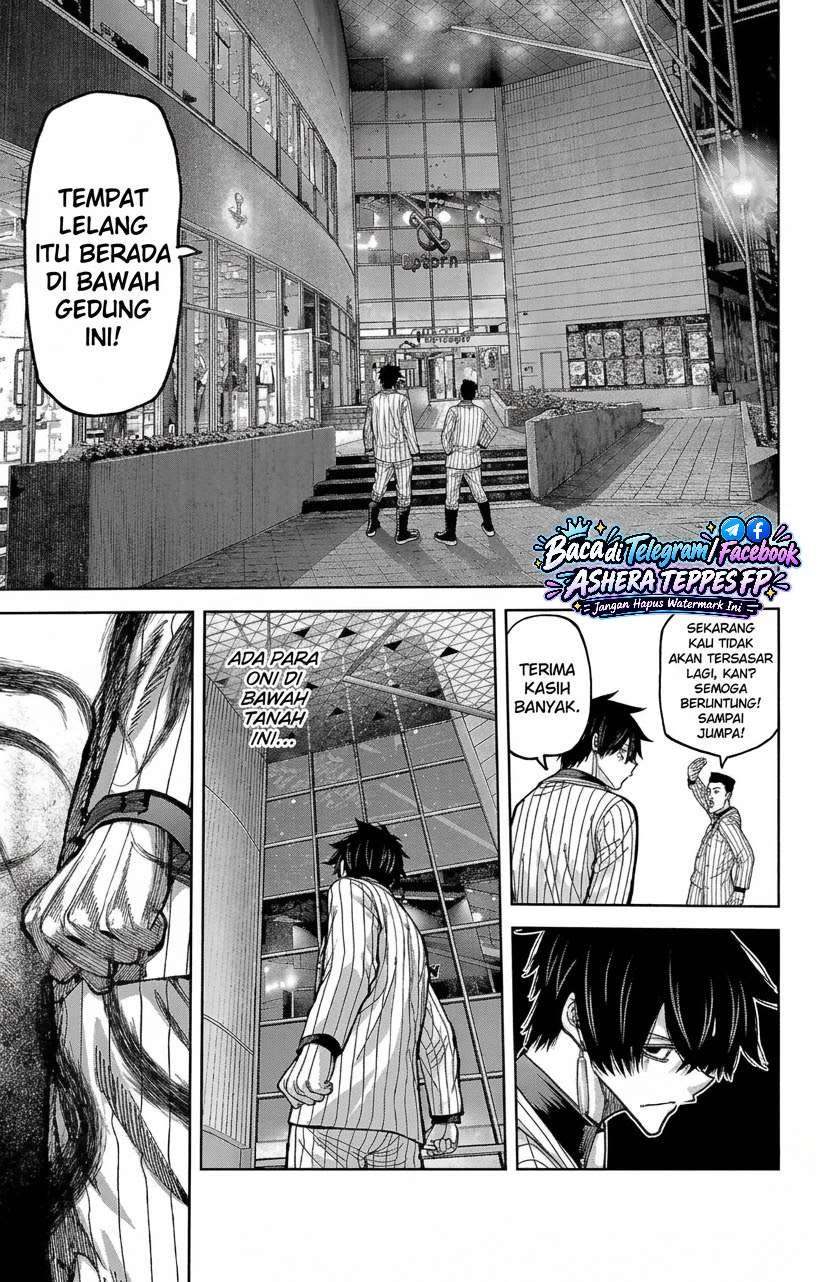 TEMPAT
LELANG
ITU BERADA
DI BAWAH
GEDUNG
INI!
Baca di Telegram/Facebook
ASHERA TEPPES FP
Jangan Hapus Watermark Ini
SEKARANG
KAU TIDAK
AKAN TERSASAR
LAGI, KAN?
SEMOGA
BERUNTUNG!
SAMPAI
JUMPA!
TERIMA
KASIH
BANYAK.
ADA PARA
ONI DI
BAWAH
TANAH
INI...